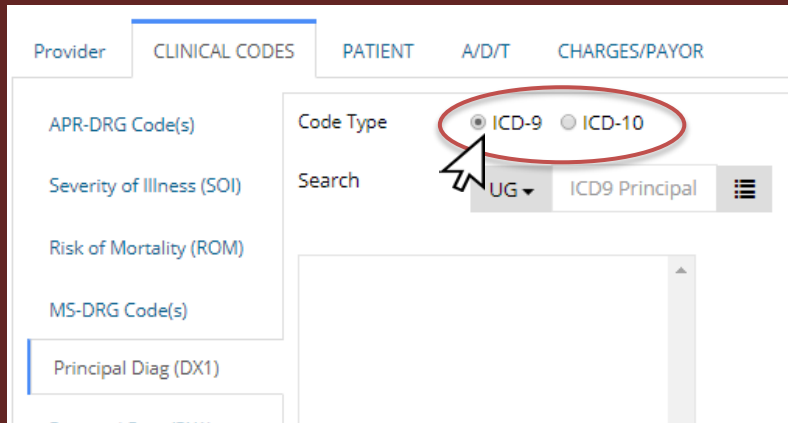 Provider CLINICAL CODES PATIENT A/D/T CHARGES/PAYOR
APR-DRG Code(s)
Severity of Illness (SOI)
Risk of Mortality (ROM)
MS-DRG Code(s)
Principal Diag (DX1)
Code Type ICD-9 ICD-10
Search UG ICD9 Principal